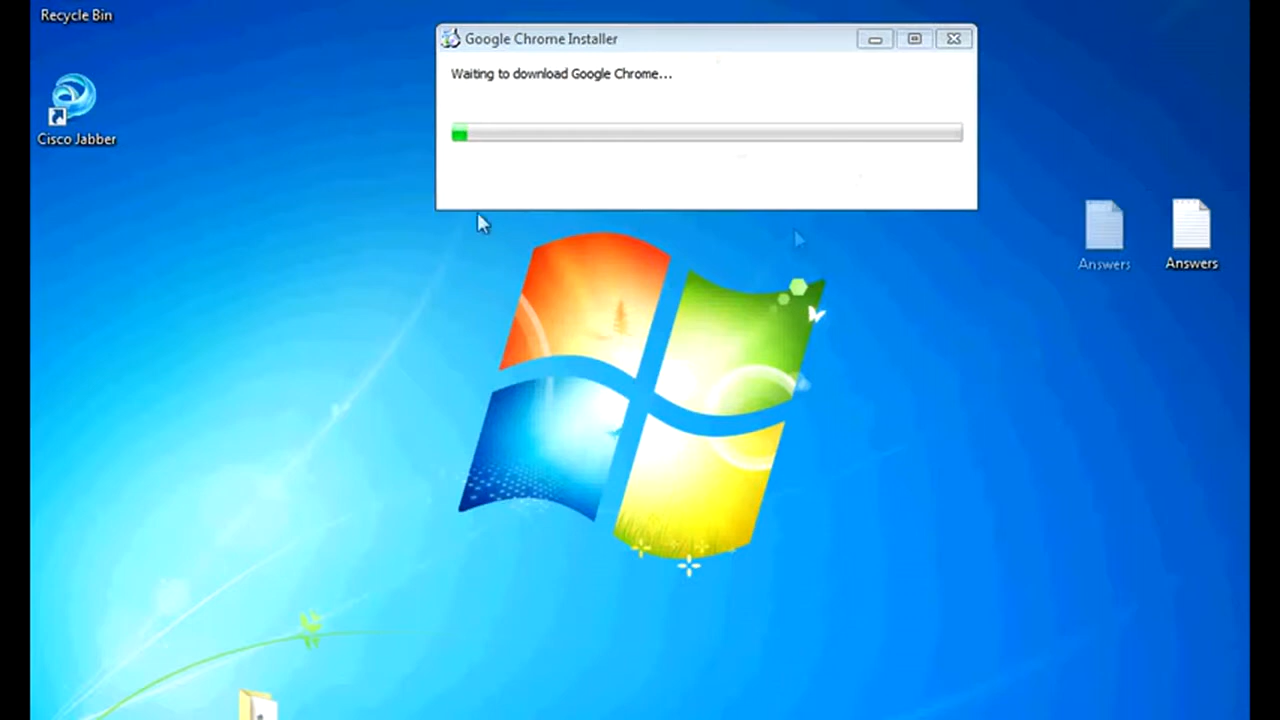 Recycle Bin
Google Chrome Installer
Waiting to download Google Chrome...
Cisco Jabber
Answers
Answers